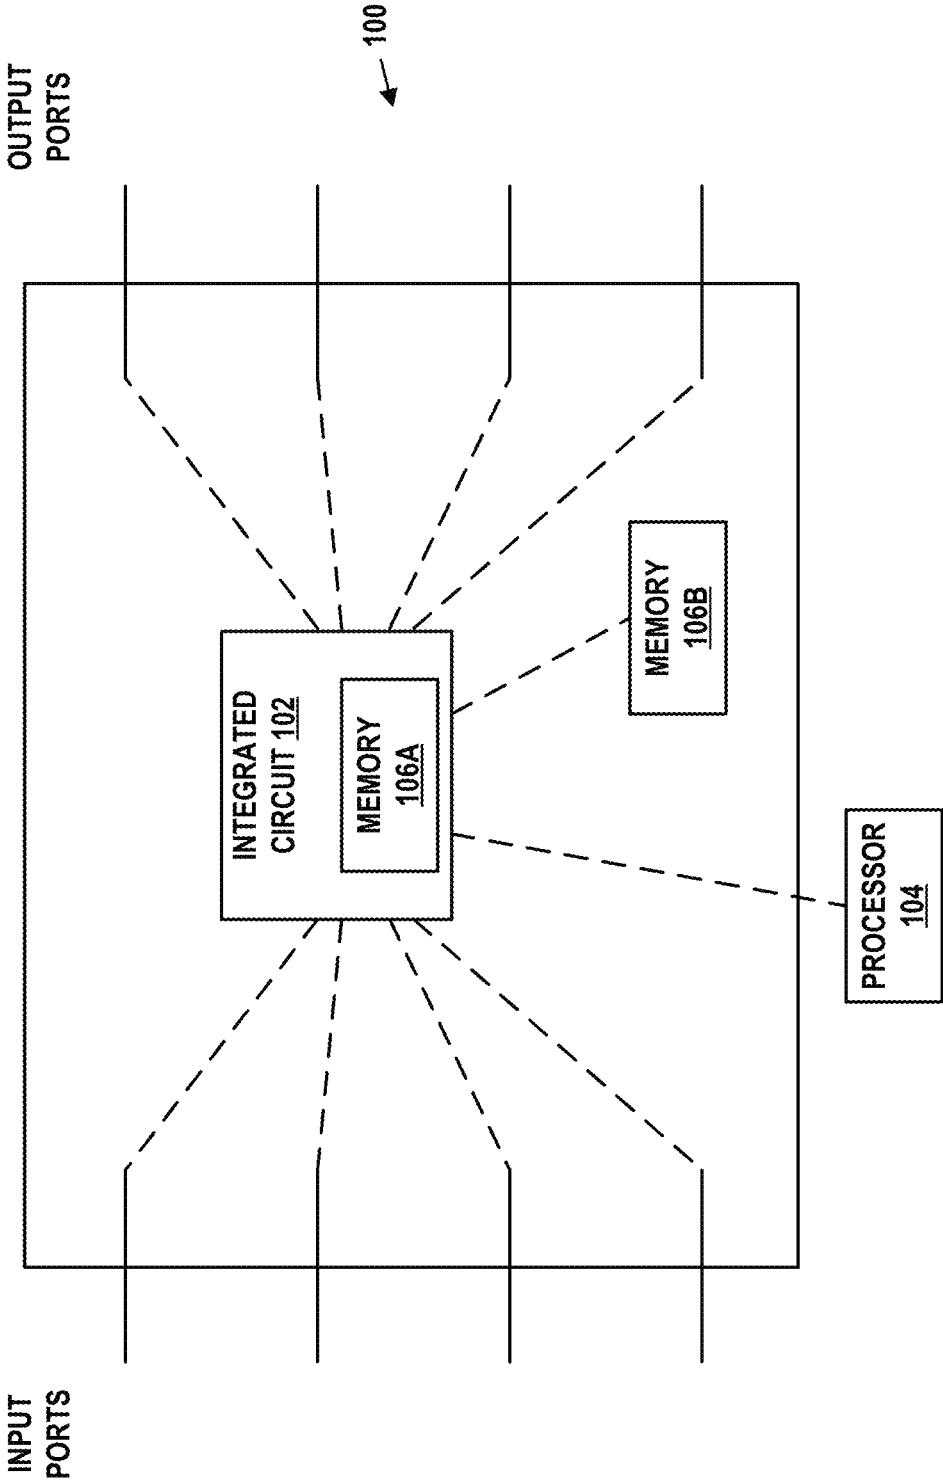 INPUT
PORTS
OUTPUT
PORTS
100
INTEGRATED
CIRCUIT 102
MEMORY
106A
MEMORY
106B
PROCESSOR
104